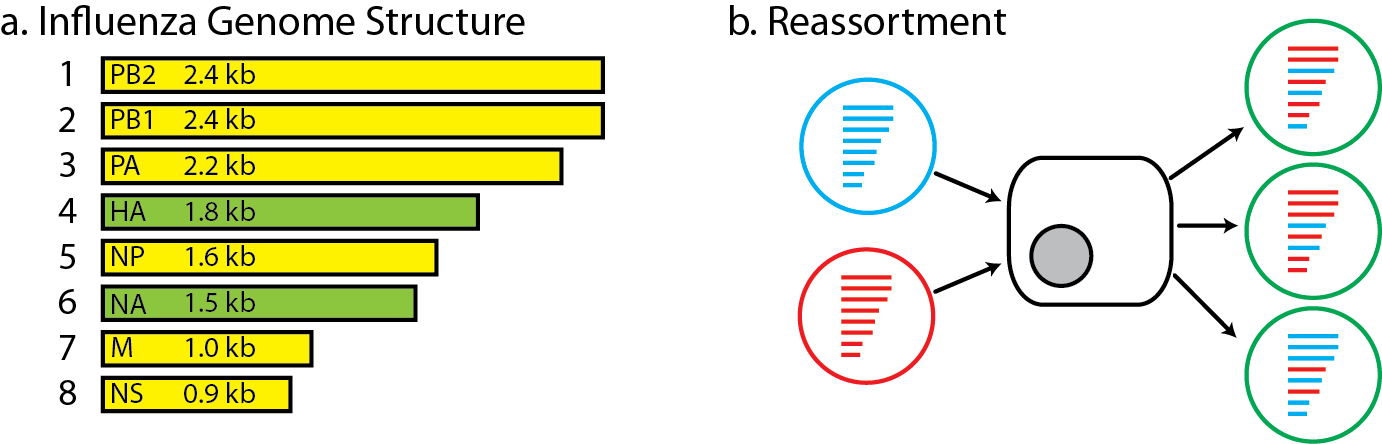 a. Influenza Genome Structure
1 PB2 2.4 kb
2 PB1 2.4 kb
3 PA 2.2 kb
4 HA 1.8 kb
5 NP 1.6 kb
6 NA 1.5 kb
7 M 1.0 kb
8 NS 0.9 kb
b. Reassortment